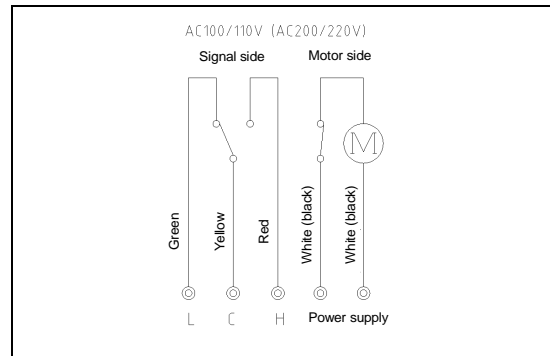 AC100/110V (AC200/220V)
Signal side Motor side
M
Green Yellow Red White (black) White (black)
L C H Power supply